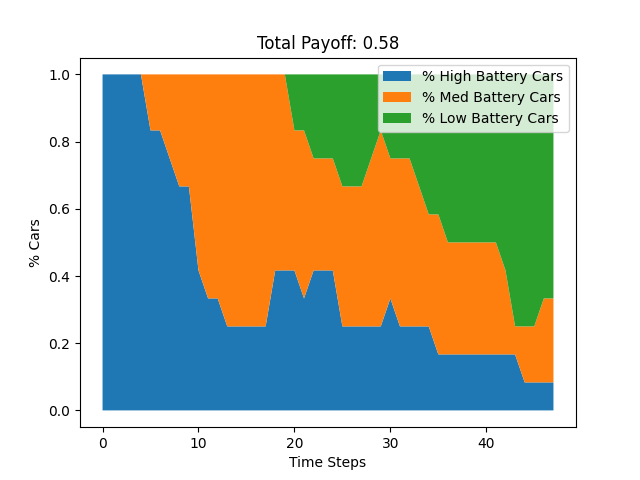 Total Payoff: 0.58
% High Battery Cars
% Med Battery Cars
% Low Battery Cars
1.0
0.8
0.6
0.4
0.2
0.0
% Cars
0 10 20 30 40
Time Steps